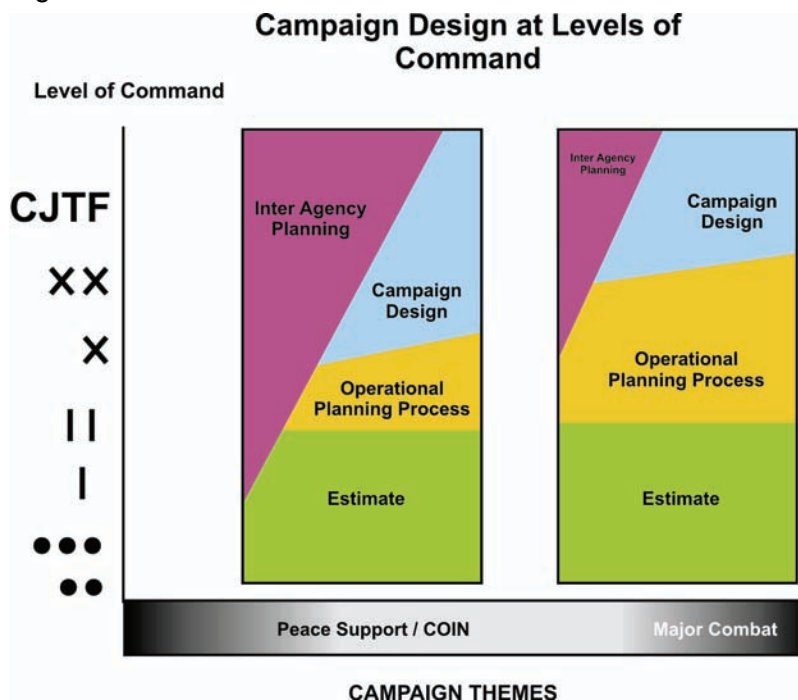 Campaign Design at Levels of
Command
Level of Command
CJTF
XX
X
II
I
●●●
●●
Inter Agency
Planning
Campaign
Design
Operational
Planning Process
Estimate
Inter Agency
Planning
Campaign
Design
Operational
Planning Process
Estimate
Peace Support / COIN
Major Combat
CAMPAIGN THEMES